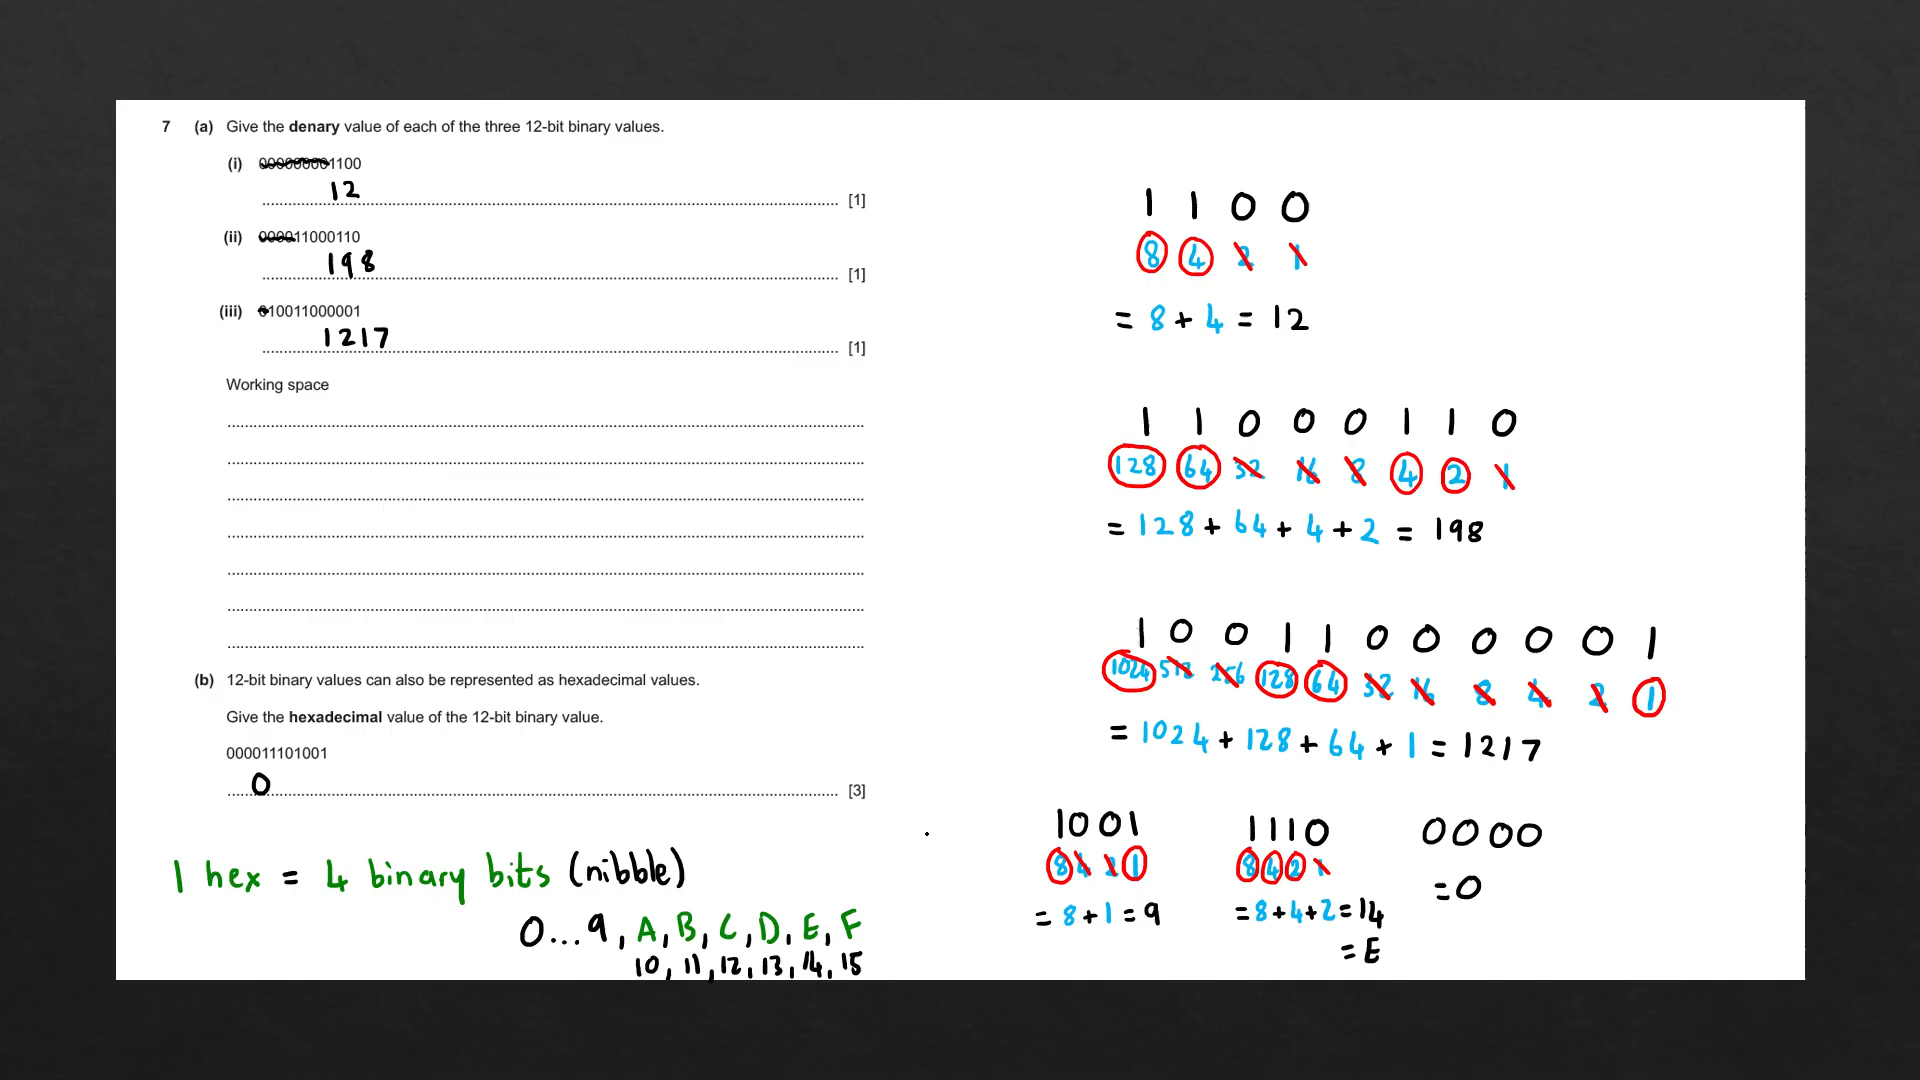 7 (a) Give the denary value of each of the three 12-bit binary values.
(i) 000000001100
12
[1]
(ii) 000011000110
198
[1]
(iii) 010011000001
1217
[1]
Working space
(b) 12-bit binary values can also be represented as hexadecimal values.
Give the hexadecimal value of the 12-bit binary value.
000011101001
0
[3]
1 hex = 4 binary bits (nibble)
0...9, A, B, C, D, E, F
10, 11, 12, 13, 14, 15
1 1 0 0
8 4 2 1
= 8 + 4 = 12
1 1 0 0 0 1 1 0
128 64 32 16 8 4 2 1
= 128 + 64 + 4 + 2 = 198
1 0 0 1 1 0 0 0 0 0 1
1024 512 256 128 64 32 16 8 4 2 1
= 1024 + 128 + 64 + 1 = 1217
1001
8 4 2 1
= 8 + 1 = 9
1110
8 4 2 1
= 8 + 4 + 2 = 14
= E
0000
= 0